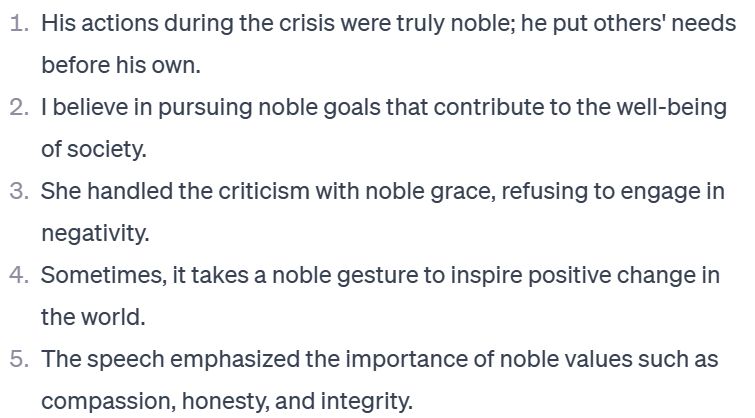 1. His actions during the crisis were truly noble; he put others' needs
before his own.
2. I believe in pursuing noble goals that contribute to the well-being
of society.
3. She handled the criticism with noble grace, refusing to engage in
negativity.
4. Sometimes, it takes a noble gesture to inspire positive change in
the world.
5. The speech emphasized the importance of noble values such as
compassion, honesty, and integrity.